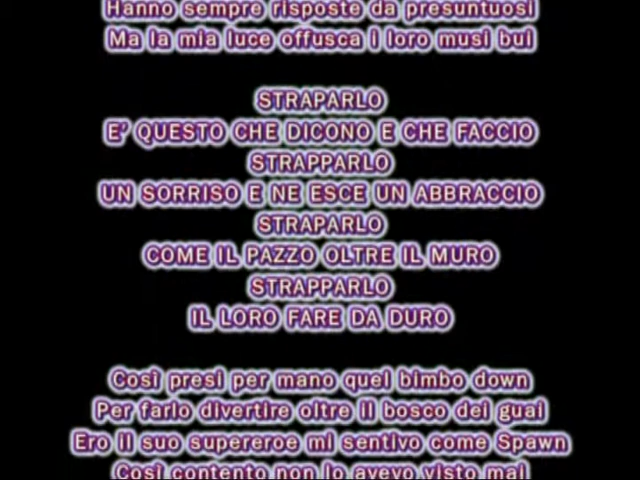 Hanno sempre risposte da presuntuosi
Ma la mia luce offusca i loro musi bui
STRAPARLO
E' QUESTO CHE DICONO E CHE FACCIO
STRAPPARLO
UN SORRISO E NE ESCE UN ABBRACCIO
STRAPARLO
COME IL PAZZO OLTRE IL MURO
STRAPPARLO
IL LORO FARE DA DURO
Così presi per mano quel bimbo down
Per farlo divertire oltre il bosco dei guai
Ero il suo supereroe mi sentivo come Spawn
Così contento non lo avevo visto mai